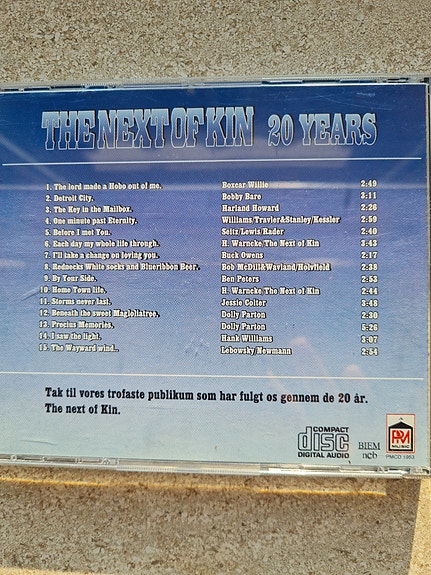 THE NEXT OF KIN 20 YEARS
1. The lord made a Hobo out of me. Boxcar Willie 2:49
2. Detroit City. Bobby Bare 3:11
3. The Key in the Mailbox. Harland Howard 2:26
4. One minute past Eternity. Williams/Travler&Stanley/Kessler 2:59
5. Before I met You. Seitz/Lewis/Rader 2:40
6. Each day my whole life through. H. Warncke/The Next of Kin 3:43
7. I'll take a change on loving you. Buck Owens 2:17
8. Rednecks White socks and Blueribbon Beer. Bob McDill&Wavland/Holyfield 2:38
9. By Your Side. Ben Peters 2:53
10. Home Town life. H. Warncke/The Next of Kin 2:44
11. Storms never last. Jessie Colter 3:48
12. Beneath the sweet Magloliatree. Dolly Parton 2:30
13. Precius Memories. Dolly Parton 5:26
14. I saw the light. Hank Williams 3:07
15. The Wayward wind.. Lebowsky/Newmann 2:54
Tak til vores trofaste publikum som har fulgt os gennem de 20 år.
The next of Kin.
COMPACT
disc
DIGITAL AUDIO
BIEM
ncb
PM
MUSIC
PMCD 1953